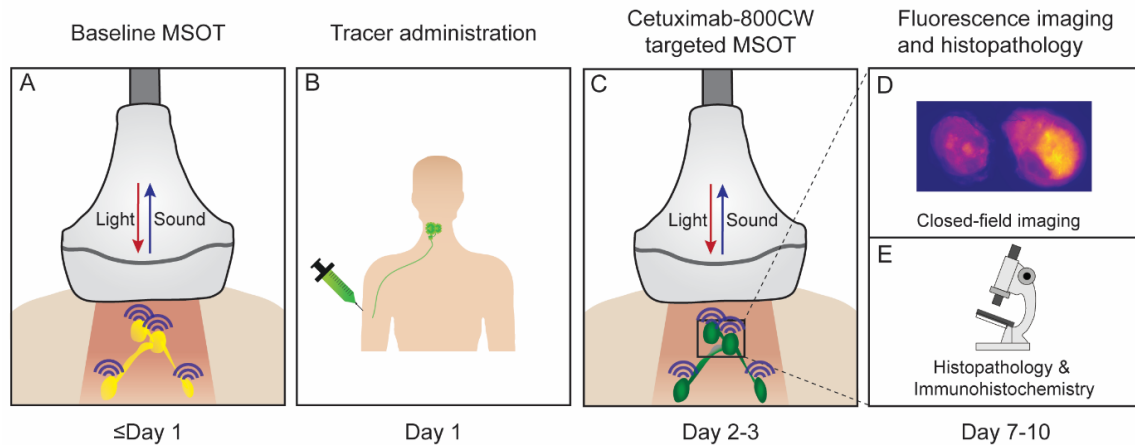 Baseline MSOT
Tracer administration
Cetuximab-800CW
targeted MSOT
Fluorescence imaging
and histopathology
A
Light
Sound
B
C
Light
Sound
D
Closed-field imaging
E
Histopathology &
Immunohistochemistry
≤Day 1
Day 1
Day 2-3
Day 7-10